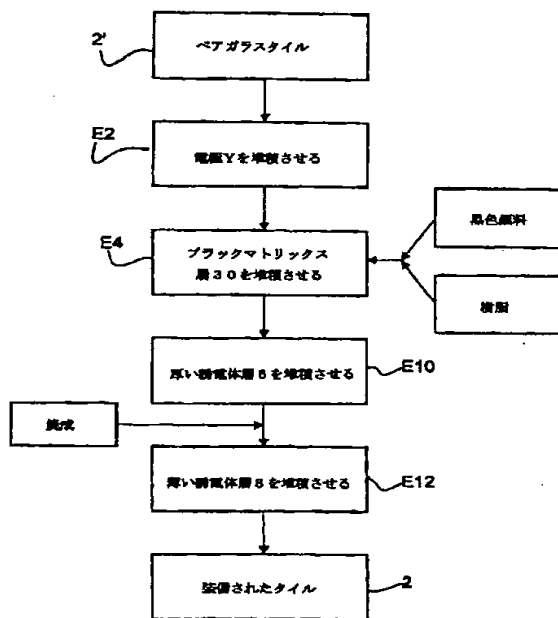 2'
ベアガラスタイル
E2
電極Yを堆積させる
E4
ブラックマトリックス
層30を堆積させる
黒色顔料
樹脂
厚い誘電体層6を堆積させる
E10
焼成
薄い誘電体層8を堆積させる
E12
装備されたタイル
2